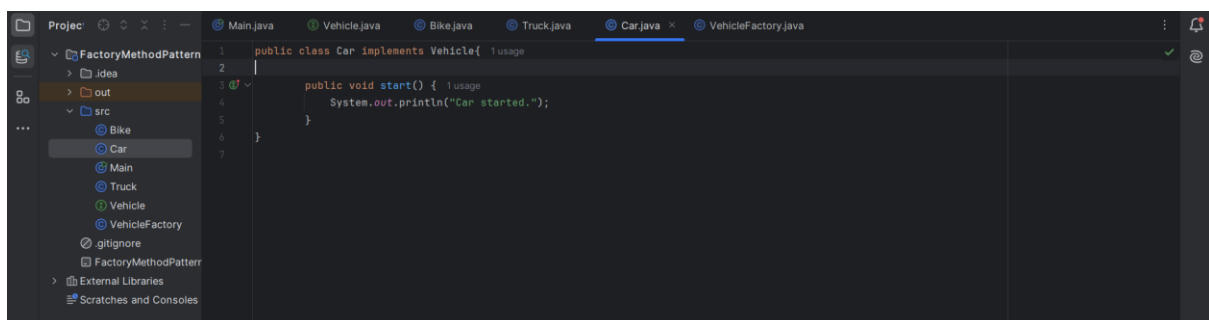 Projec
Main.java
Vehicle.java
Bike.java
Truck.java
Car.java
VehicleFactory.java
FactoryMethodPattern
.idea
out
src
Bike
Car
Main
Truck
Vehicle
VehicleFactory
.gitignore
FactoryMethodPatterr
External Libraries
Scratches and Consoles
1 public class Car implements Vehicle{ 1 usage
2
3 public void start() { 1 usage
4 System.out.println("Car started.");
5 }
6 }
7